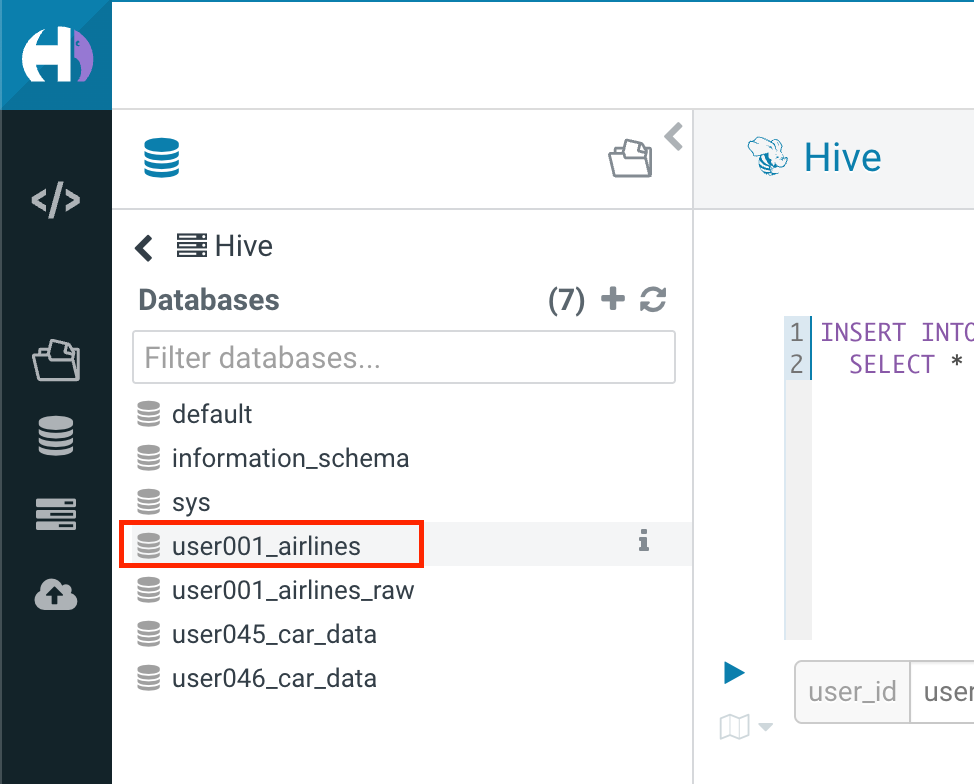 Hive
Hive
Databases (7)
Filter databases...
default
information_schema
sys
user001_airlines
user001_airlines_raw
user045_car_data
user046_car_data
1 INSERT INTO
2 SELECT *
user_id user